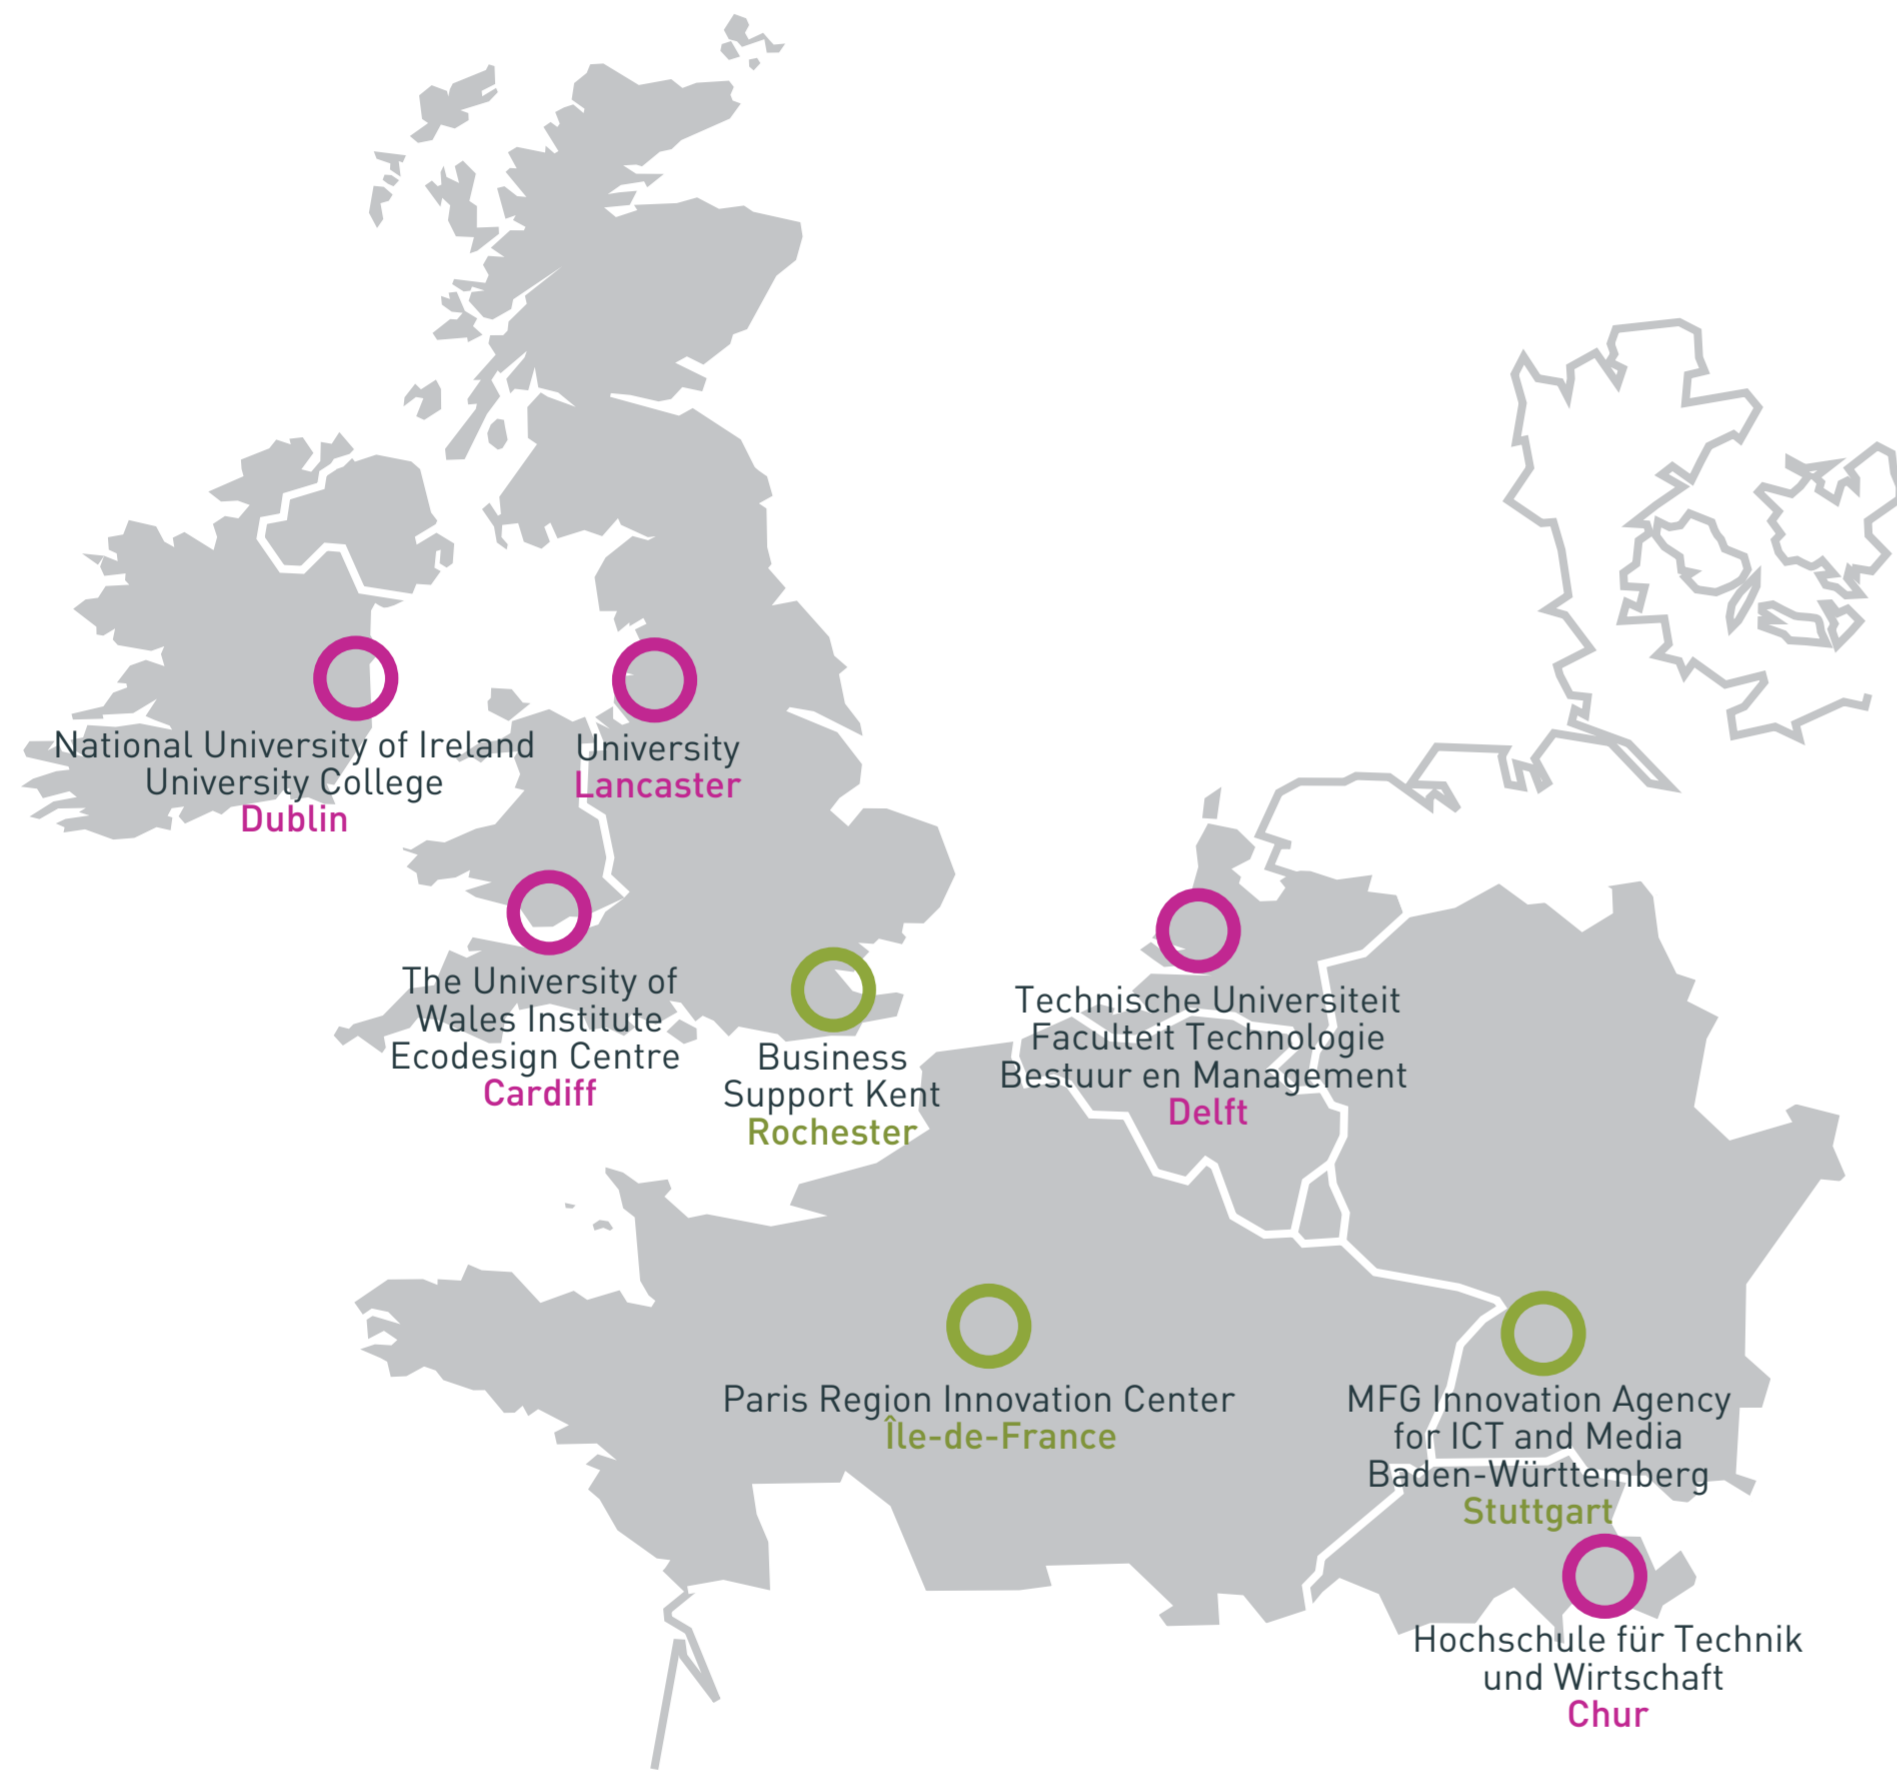 National University of Ireland
University College
Dublin
University
Lancaster
The University of
Wales Institute
Ecodesign Centre
Cardiff
Business
Support Kent
Rochester
Technische Universiteit
Faculteit Technologie
Bestuur en Management
Delft
Paris Region Innovation Center
Île-de-France
MFG Innovation Agency
for ICT and Media
Baden-Württemberg
Stuttgart
Hochschule für Technik
und Wirtschaft
Chur